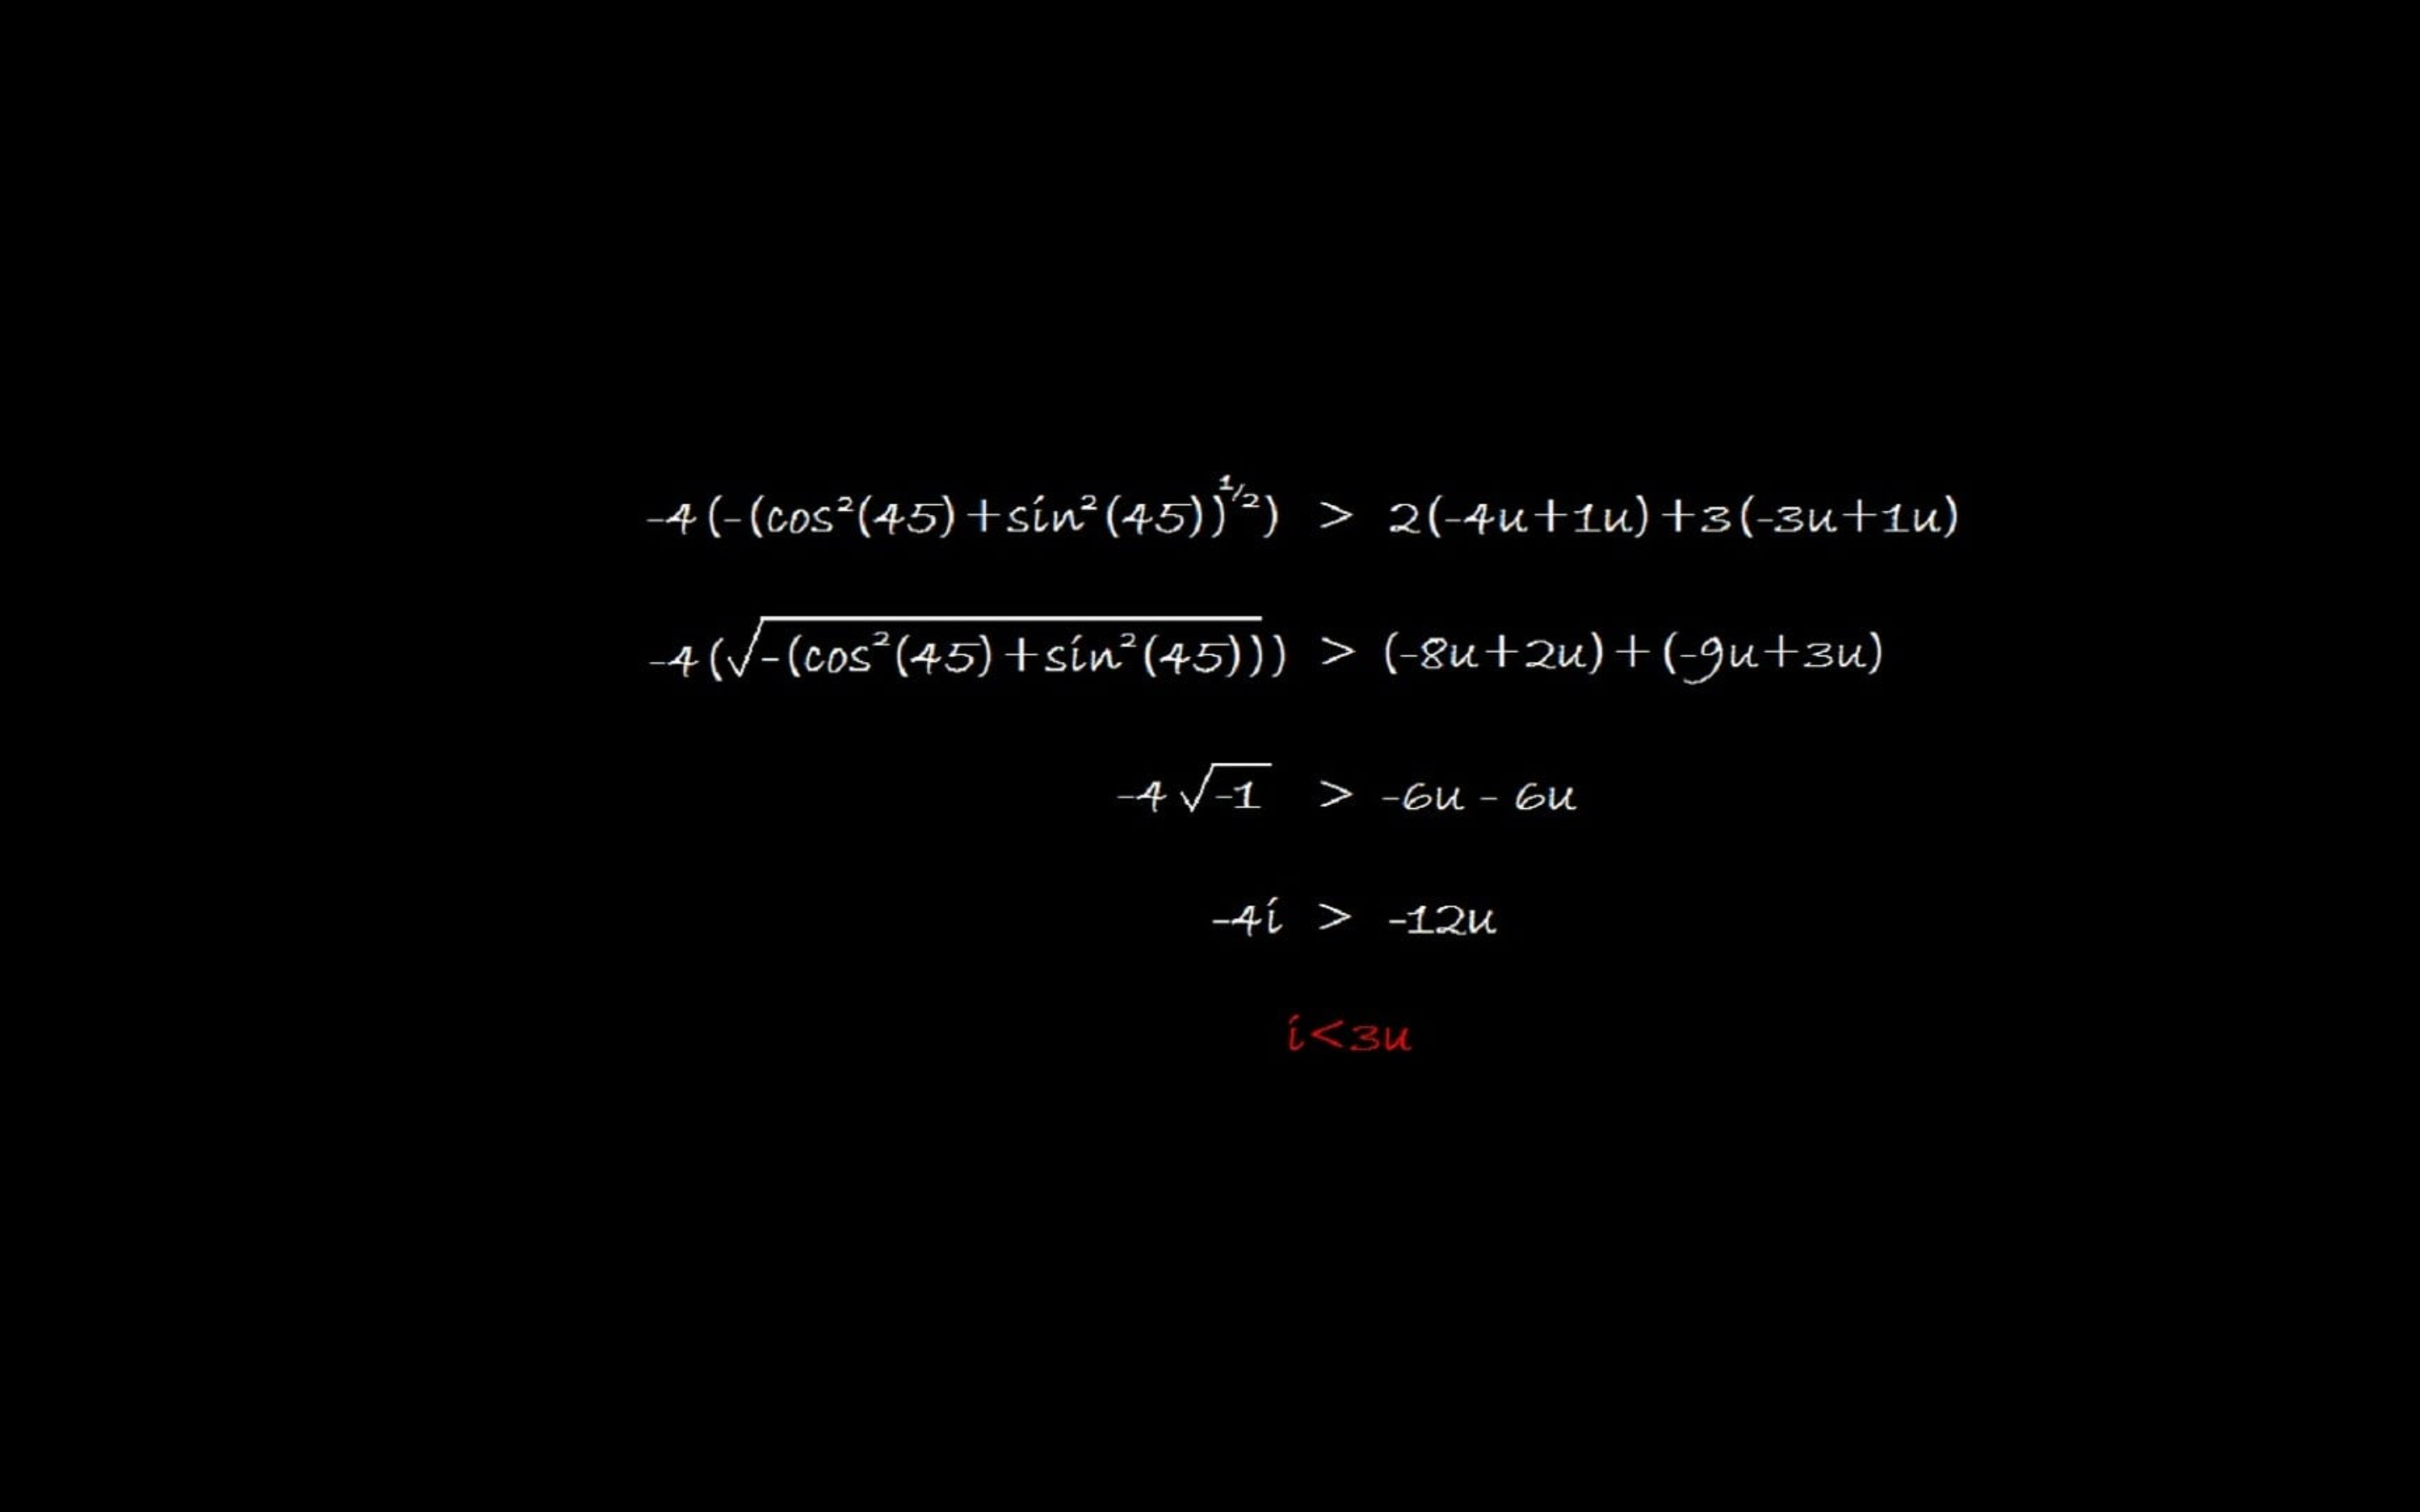 -4(-(cos²(45)+sin²(45))^½) > 2(-4u+1u)+3(-3u+1u)
-4(√-(cos²(45)+sin²(45))) > (-8u+2u)+(-9u+3u)
-4√-1 > -6u - 6u
-4i > -12u
i<3u